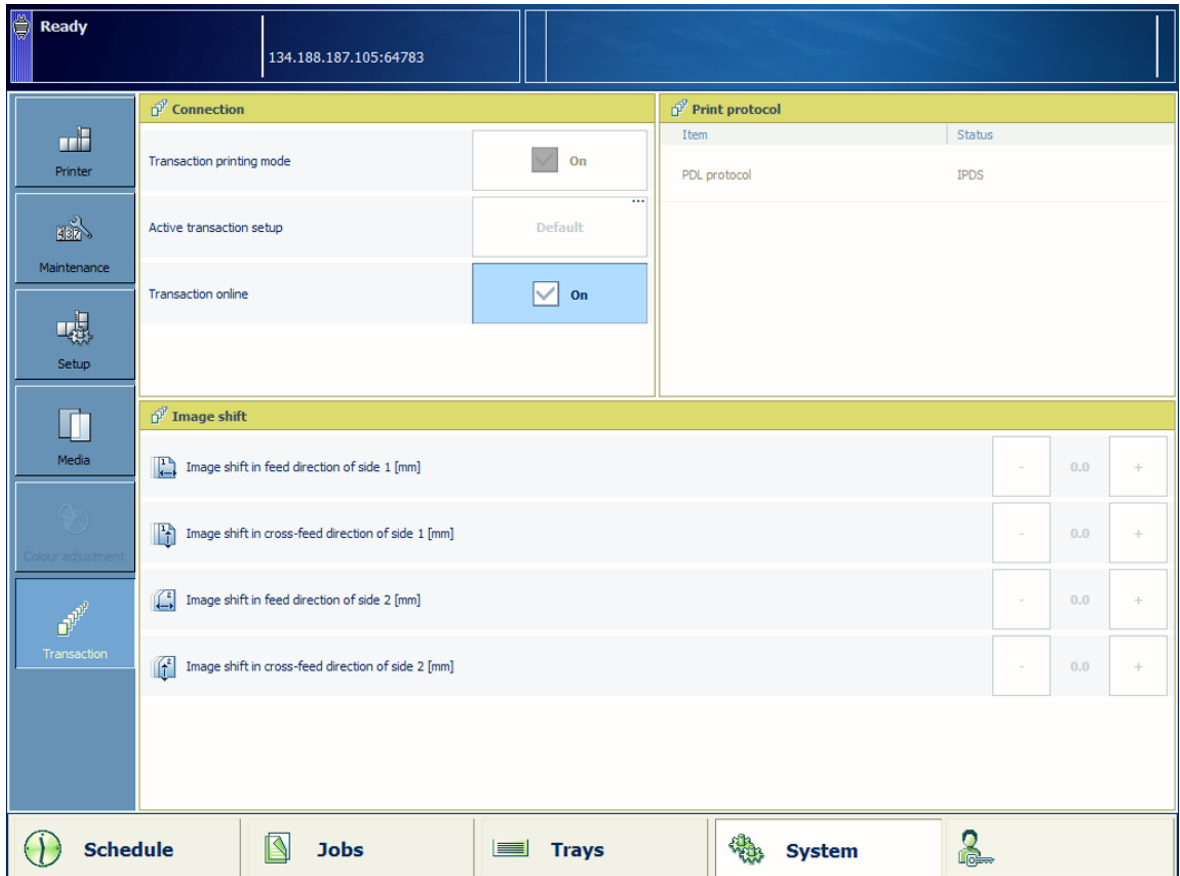 Ready
134.188.187.105:64783
Printer
Maintenance
Setup
Media
Colour adjustment
Transaction
Connection
Transaction printing mode
On
Active transaction setup
...
Default
Transaction online
On
Print protocol
Item Status
PDL protocol IPDS
Image shift
Image shift in feed direction of side 1 [mm] - 0.0 +
Image shift in cross-feed direction of side 1 [mm] - 0.0 +
Image shift in feed direction of side 2 [mm] - 0.0 +
Image shift in cross-feed direction of side 2 [mm] - 0.0 +
Schedule Jobs Trays System